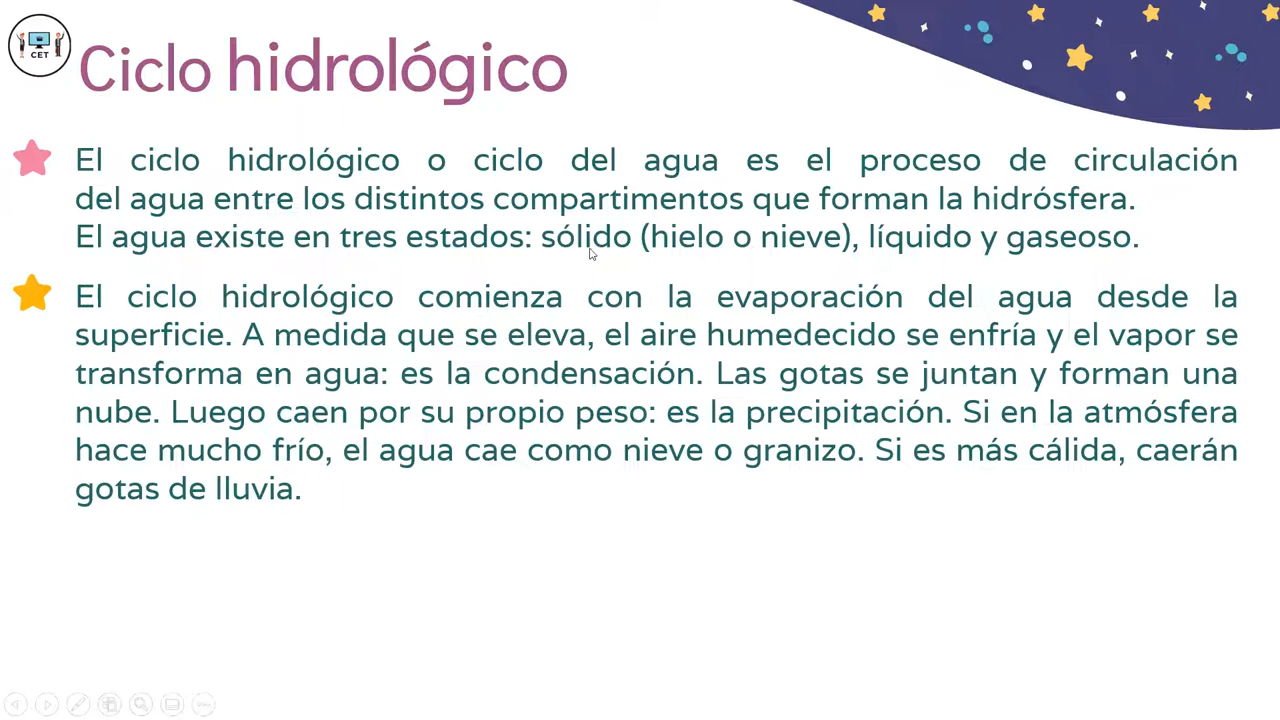 CET
Ciclo hidrológico
El ciclo hidrológico o ciclo del agua es el proceso de circulación
del agua entre los distintos compartimentos que forman la hidrósfera.
El agua existe en tres estados: sólido (hielo o nieve), líquido y gaseoso.
El ciclo hidrológico comienza con la evaporación del agua desde la
superficie. A medida que se eleva, el aire humedecido se enfría y el vapor se
transforma en agua: es la condensación. Las gotas se juntan y forman una
nube. Luego caen por su propio peso: es la precipitación. Si en la atmósfera
hace mucho frío, el agua cae como nieve o granizo. Si es más cálida, caerán
gotas de lluvia.